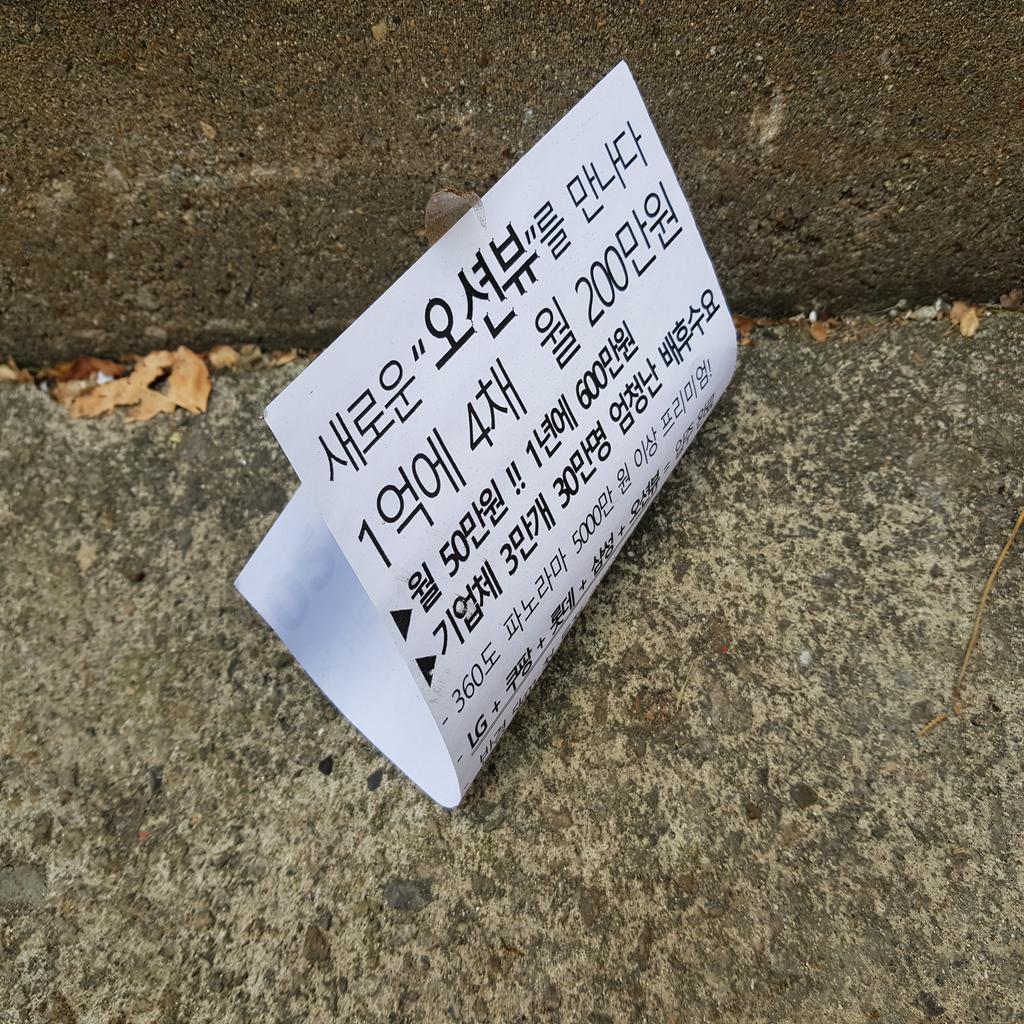 새로운 "오션뷰"를 만나다
1억에 4채 월 200만원
▶월 50만원 !! 1년에 600만원
▶기업체 3만개 30만명 엄청난 배후수요
- 360도 파노라마 5000만 원 이상 프리미엄!
- LG + 쿠팡 + 롯데 + 삼성 + 오션뷰 =